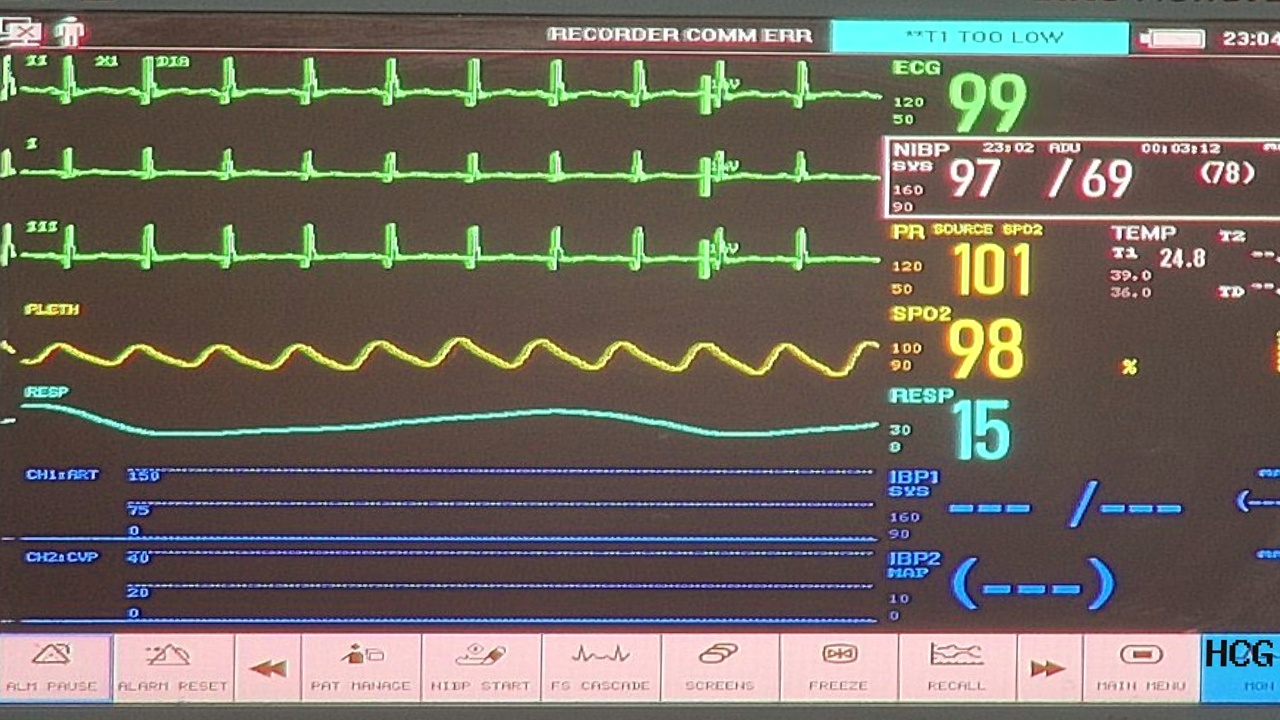 RECORDER COMM ERR **T1 TOO LOW 23:04
II X1 DIA
I
III
PLETH
RESP
CH1:ART 150
75
0
CH2:CVP 40
20
0
ECG
120
50
99
NIBP 23:02 ADU 00:03:12
SYS
160
90
97 /69 (78)
PR SOURCE SPO2
120
50
101
TEMP T2
T1 24.8 --.
39.0
36.0 TD --.
SPO2
100
90
98 %
RESP
30
8
15
IBP1
SYS
160
90
--- /--- (--
IBP2
MAP
10
0
(---)
ALM PAUSE ALARM RESET PAT MANAGE NIBP START CASCADE SCREENS FREEZE RECALL MAIN MENU MON
HCG